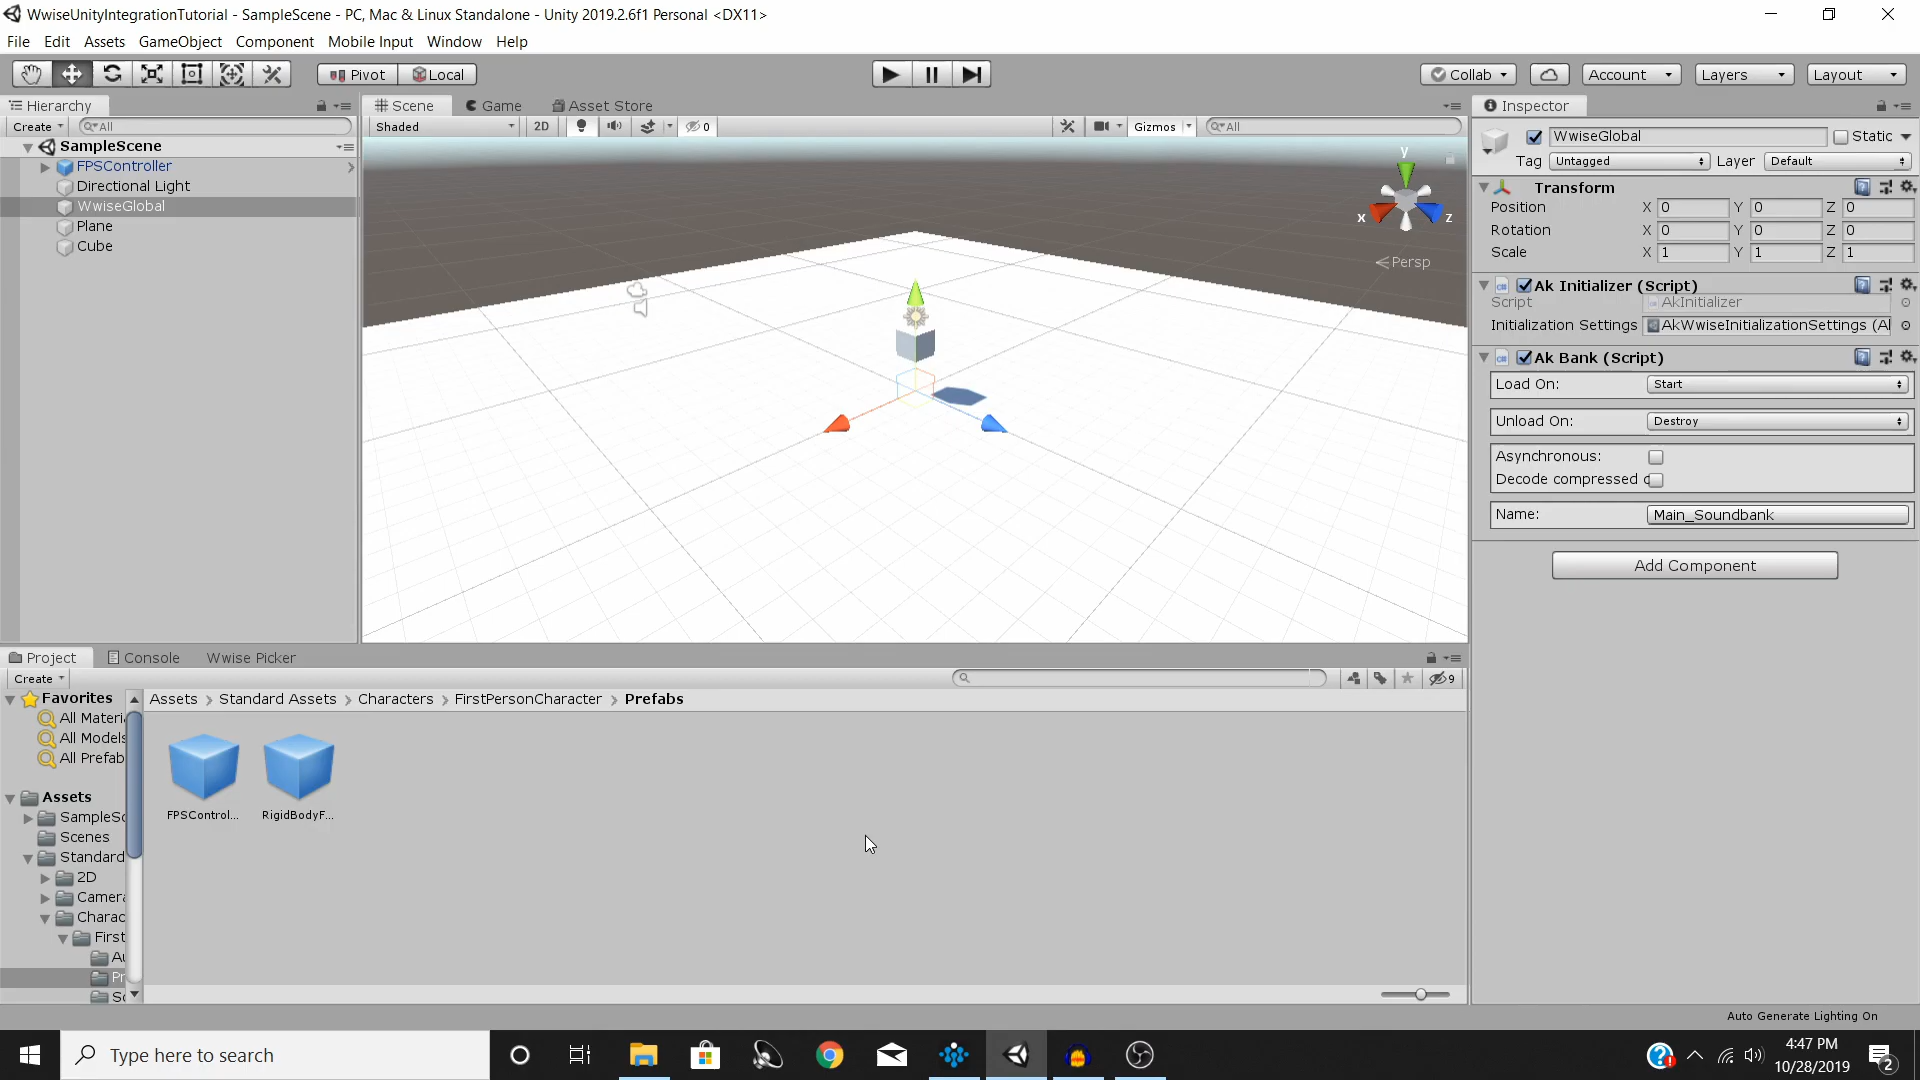 WwiseUnityIntegrationTutorial - SampleScene - PC, Mac & Linux Standalone - Unity 2019.2.6f1 Personal <DX11>
File Edit Assets GameObject Component Mobile Input Window Help
Pivot Local Collab Account Layers Layout
Hierarchy
Create All
SampleScene
FPSController
Directional Light
WwiseGlobal
Plane
Cube
Scene Game Asset Store
Shaded 2D 0 Gizmos All
y
x z
Persp
Inspector
WwiseGlobal Static
Tag Untagged Layer Default
Transform
Position X 0 Y 0 Z 0
Rotation X 0 Y 0 Z 0
Scale X 1 Y 1 Z 1
Ak Initializer (Script)
Script AkInitializer
Initialization Settings AkWwiseInitializationSettings (Al
Ak Bank (Script)
Load On: Start
Unload On: Destroy
Asynchronous:
Decode compressed
Name: Main_Soundbank
Add Component
Project Console Wwise Picker
Create 9
Favorites
All Materi
All Models
All Prefab
Assets
SampleSc
Scenes
Standard
2D
Camera
Charac
First
Au
Pr
Sc
Assets > Standard Assets > Characters > FirstPersonCharacter > Prefabs
FPSControl... RigidBodyF...
Auto Generate Lighting On
Type here to search
4:47 PM
10/28/2019
2